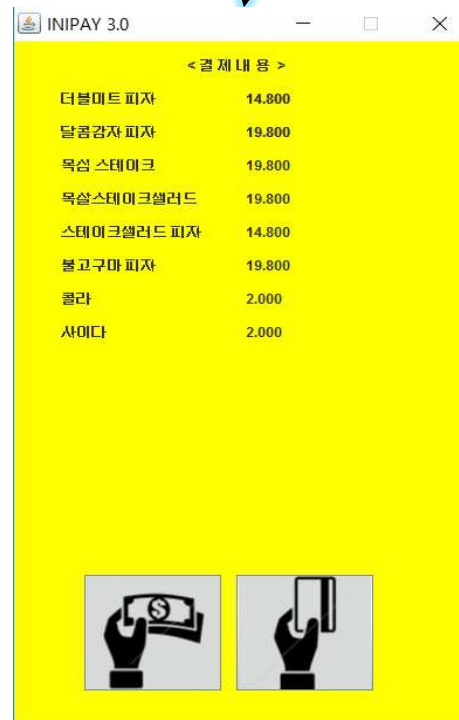 INIPAY 3.0
<결 제 내 용 >
더블미트 피자 14.800
달콤감자 피자 19.800
목섬 스테이크 19.800
목살스테이크샐러드 19.800
스테이크샐러드 피자 14.800
불고구마 피자 19.800
콜라 2.000
사이다 2.000
$